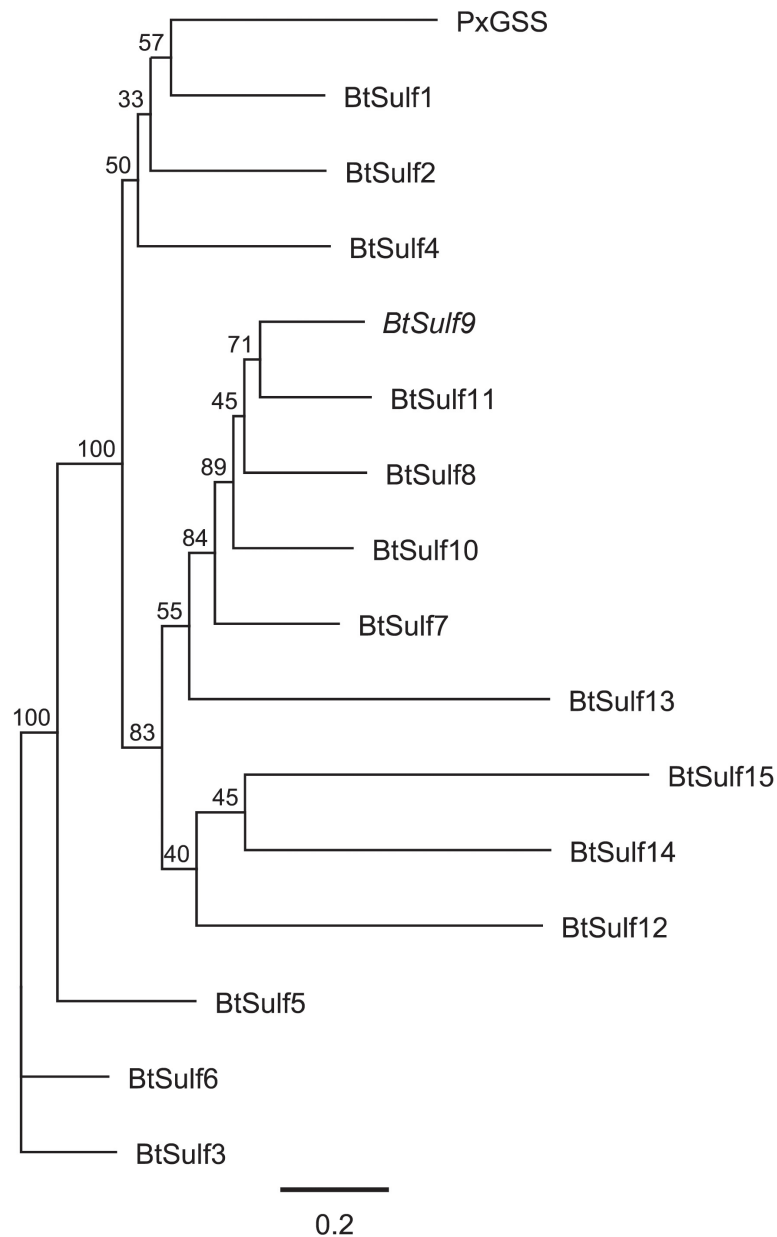 PxGSS
57
BtSulf1
33
50
BtSulf2
BtSulf4
BtSulf9
71
BtSulf11
45
100
89
BtSulf8
84
BtSulf10
55
BtSulf7
BtSulf13
100
83
BtSulf15
45
40
BtSulf14
BtSulf12
BtSulf5
BtSulf6
BtSulf3
0.2